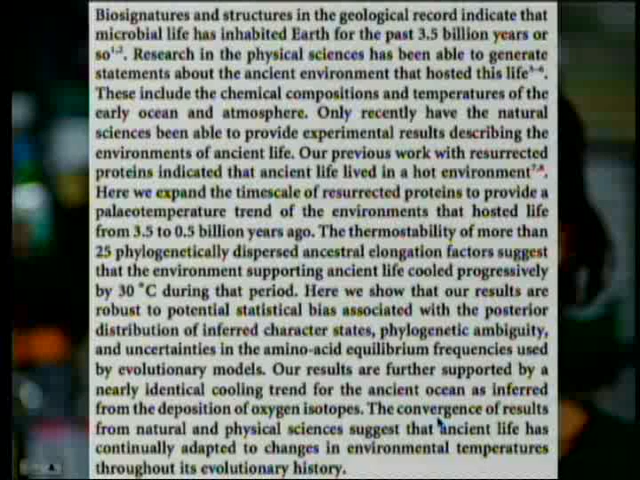 Biosignatures and structures in the geological record indicate that
microbial life has inhabited Earth for the past 3.5 billion years or
so¹,². Research in the physical sciences has been able to generate
statements about the ancient environment that hosted this life³⁻⁶.
These include the chemical compositions and temperatures of the
early ocean and atmosphere. Only recently have the natural
sciences been able to provide experimental results describing the
environments of ancient life. Our previous work with resurrected
proteins indicated that ancient life lived in a hot environment⁷,⁸.
Here we expand the timescale of resurrected proteins to provide a
palaeotemperature trend of the environments that hosted life
from 3.5 to 0.5 billion years ago. The thermostability of more than
25 phylogenetically dispersed ancestral elongation factors suggest
that the environment supporting ancient life cooled progressively
by 30 °C during that period. Here we show that our results are
robust to potential statistical bias associated with the posterior
distribution of inferred character states, phylogenetic ambiguity,
and uncertainties in the amino-acid equilibrium frequencies used
by evolutionary models. Our results are further supported by a
nearly identical cooling trend for the ancient ocean as inferred
from the deposition of oxygen isotopes. The convergence of results
from natural and physical sciences suggest that ancient life has
continually adapted to changes in environmental temperatures
throughout its evolutionary history.